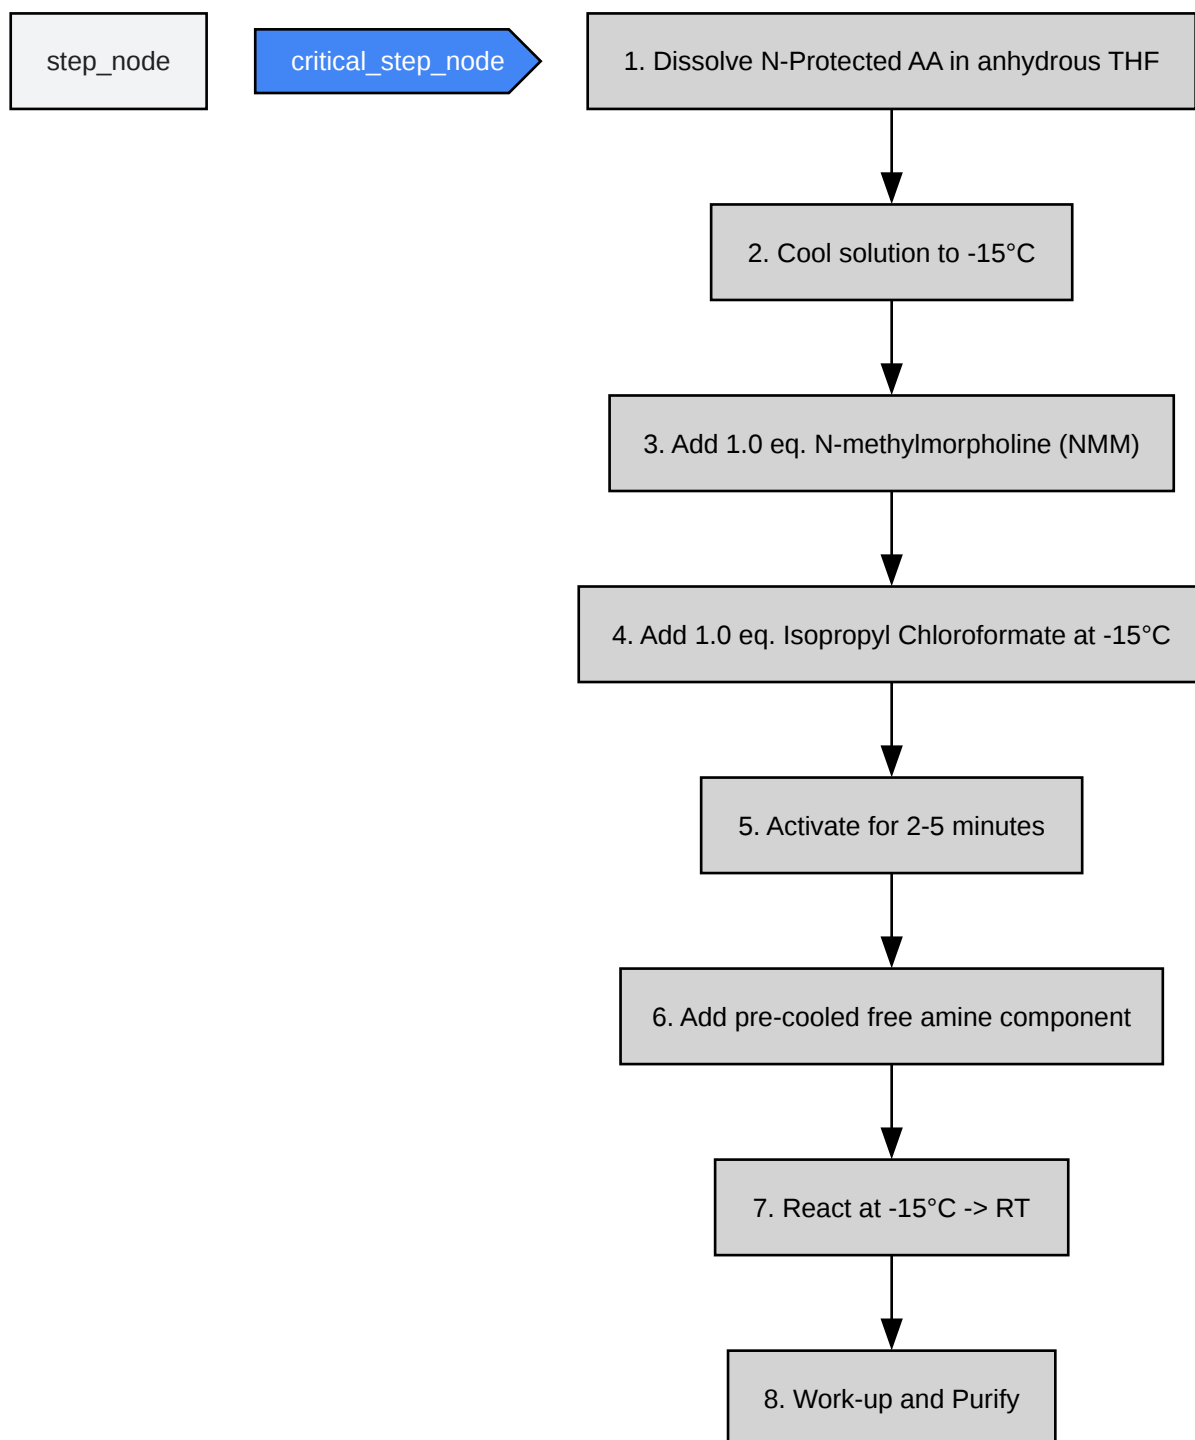 step_node
critical_step_node
1. Dissolve N-Protected AA in anhydrous THF
2. Cool solution to -15°C
3. Add 1.0 eq. N-methylmorpholine (NMM)
4. Add 1.0 eq. Isopropyl Chloroformate at -15°C
5. Activate for 2-5 minutes
6. Add pre-cooled free amine component
7. React at -15°C -> RT
8. Work-up and Purify